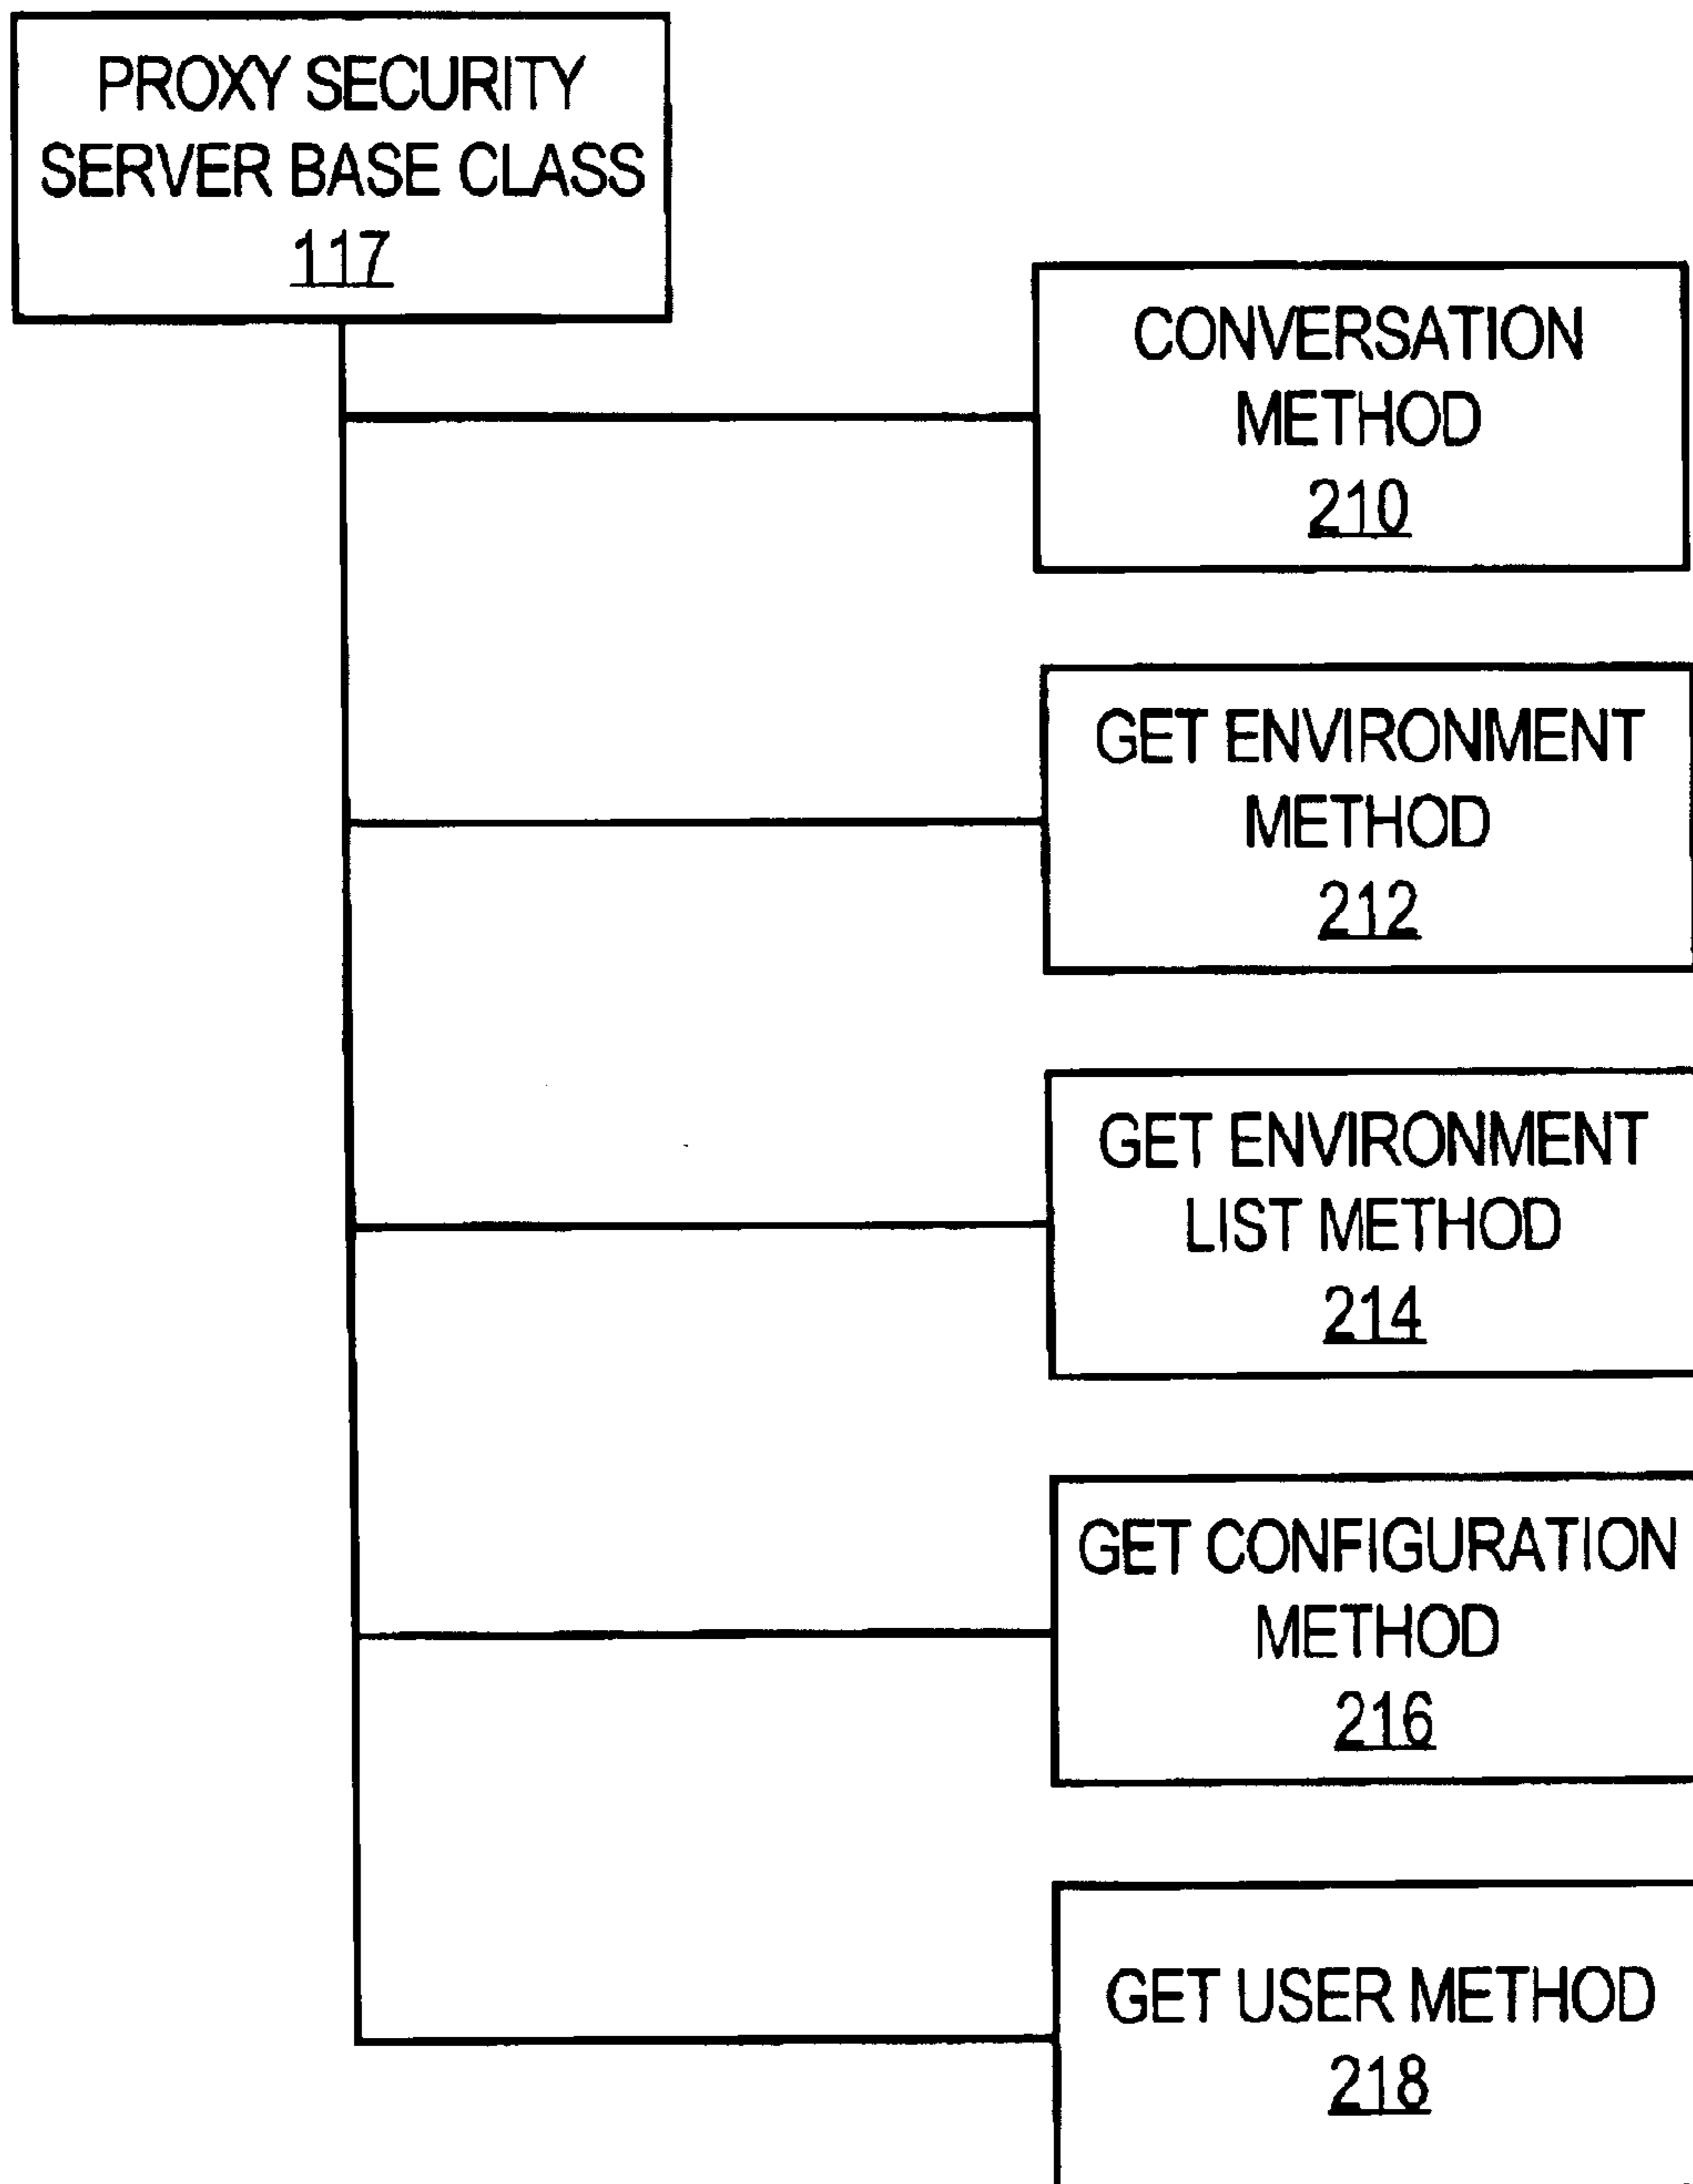 PROXY SECURITY
SERVER BASE CLASS
117
CONVERSATION
METHOD
210
GET ENVIRONMENT
METHOD
212
GET ENVIRONMENT
LIST METHOD
214
GET CONFIGURATION
METHOD
216
GET USER METHOD
218